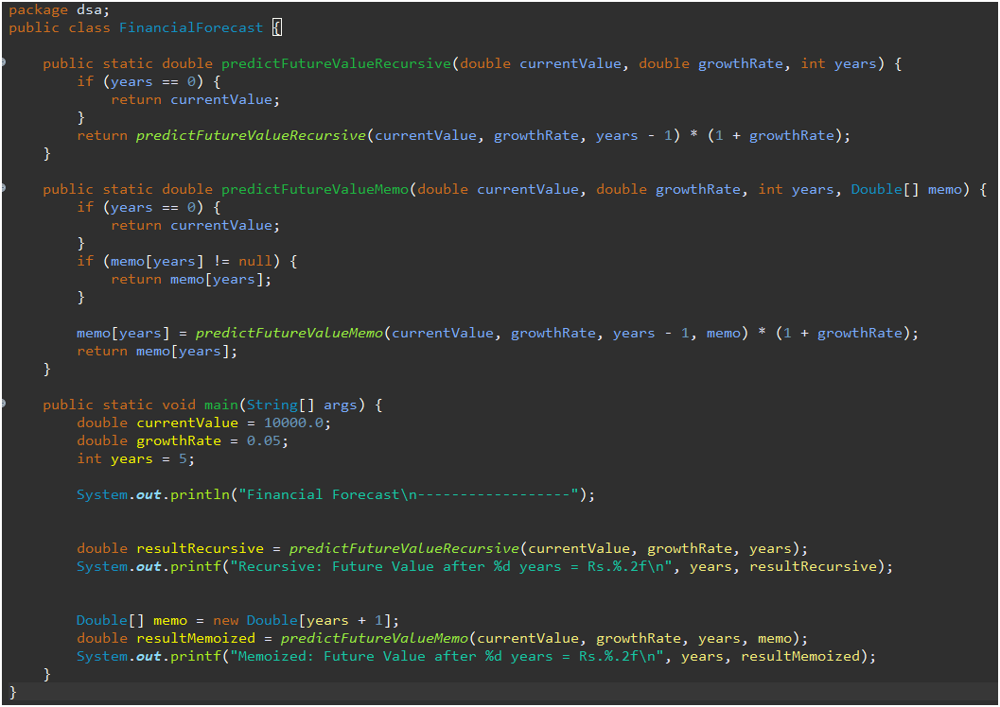 package dsa;
public class FinancialForecast {
public static double predictFutureValueRecursive(double currentValue, double growthRate, int years) {
if (years == 0) {
return currentValue;
}
return predictFutureValueRecursive(currentValue, growthRate, years - 1) * (1 + growthRate);
}
public static double predictFutureValueMemo(double currentValue, double growthRate, int years, Double[] memo) {
if (years == 0) {
return currentValue;
}
if (memo[years] != null) {
return memo[years];
}
memo[years] = predictFutureValueMemo(currentValue, growthRate, years - 1, memo) * (1 + growthRate);
return memo[years];
}
public static void main(String[] args) {
double currentValue = 10000.0;
double growthRate = 0.05;
int years = 5;
System.out.println("Financial Forecast\n------------------");
double resultRecursive = predictFutureValueRecursive(currentValue, growthRate, years);
System.out.printf("Recursive: Future Value after %d years = Rs.%.2f\n", years, resultRecursive);
Double[] memo = new Double[years + 1];
double resultMemoized = predictFutureValueMemo(currentValue, growthRate, years, memo);
System.out.printf("Memoized: Future Value after %d years = Rs.%.2f\n", years, resultMemoized);
}
}